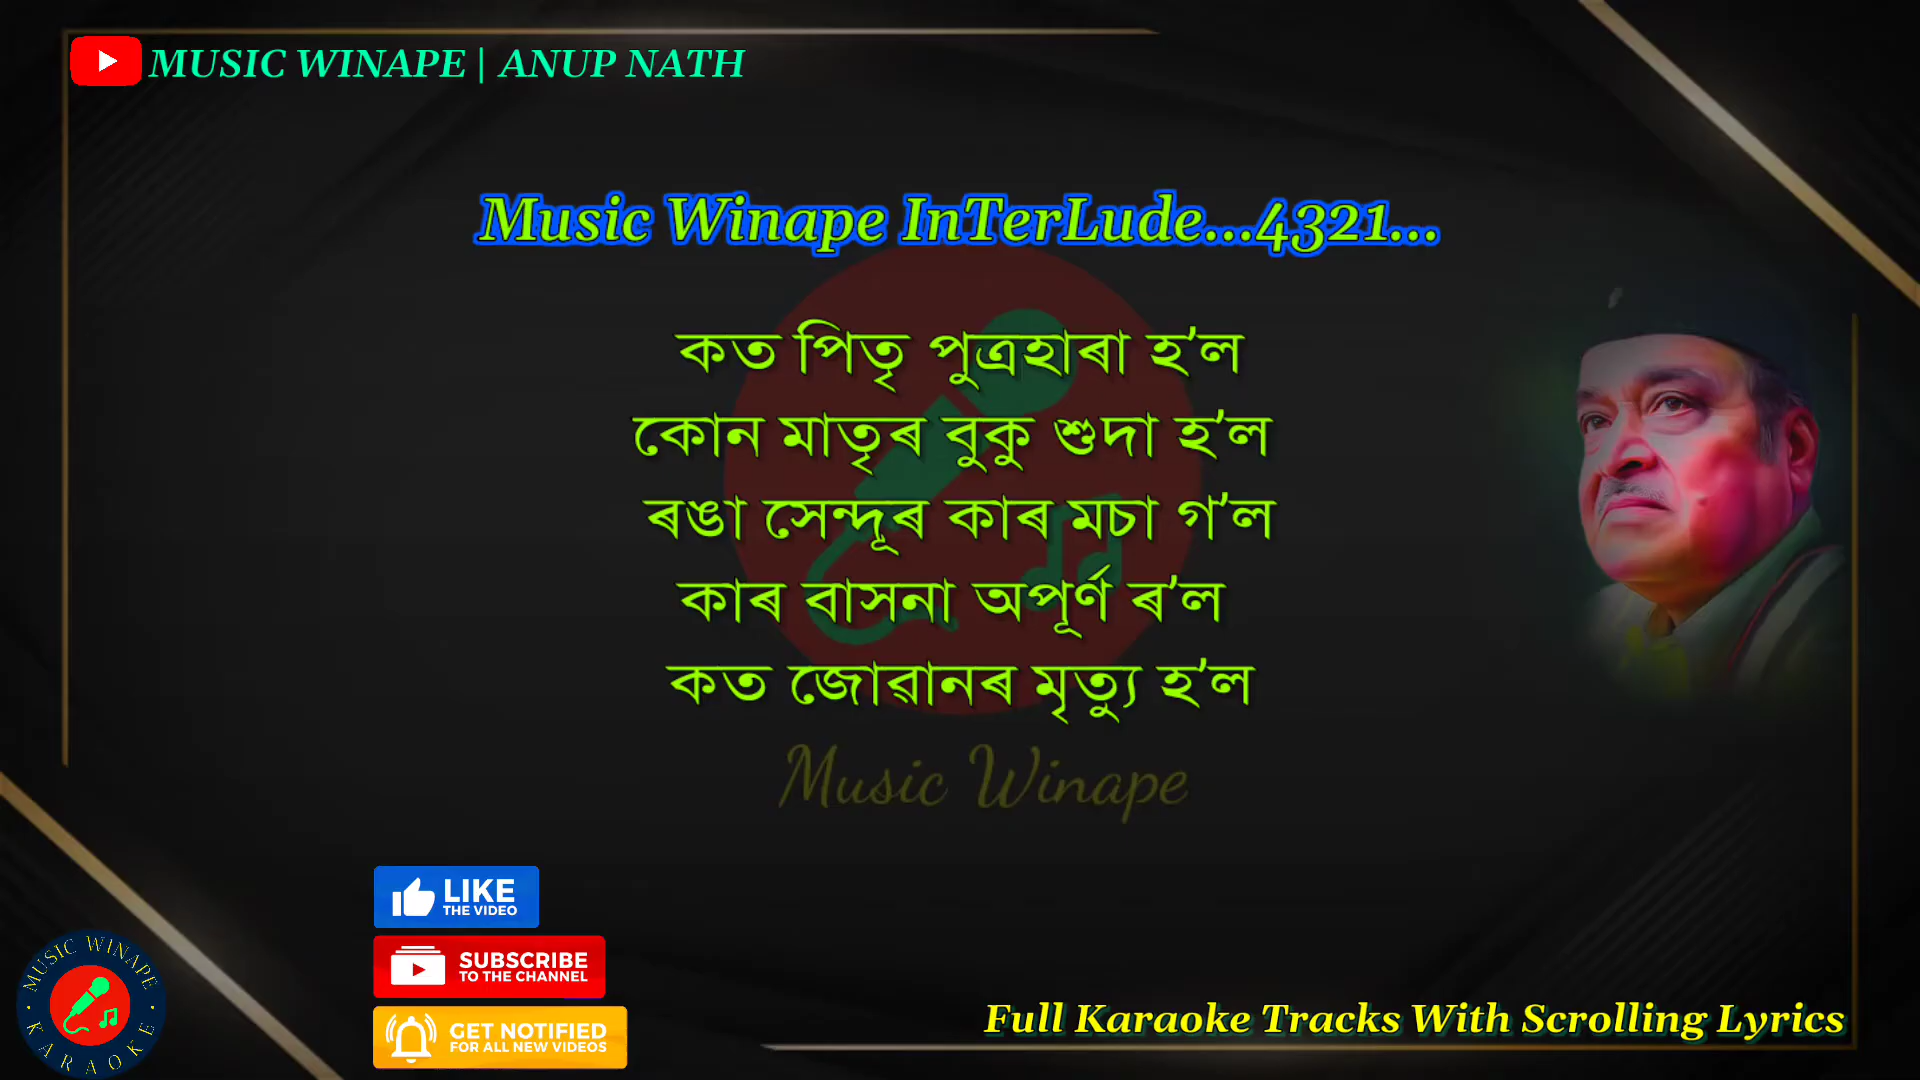 MUSIC WINAPE | ANUP NATH
Music Winape InTerLude...4321...
কত পিতৃ পুত্ৰহাৰা হ’ল
কোন মাতৃৰ বুকু শুদা হ’ল
ৰঙা সেন্দূৰ কাৰ মচা গ’ল
কাৰ বাসনা অপূৰ্ণ ৰ’ল
কত জোৱানৰ মৃত্যু হ’ল
Music Winape
LIKE
THE VIDEO
SUBSCRIBE
TO THE CHANNEL
GET NOTIFIED
FOR ALL NEW VIDEOS
MUSIC WINAPE
KARAOKE
Full Karaoke Tracks With Scrolling Lyrics